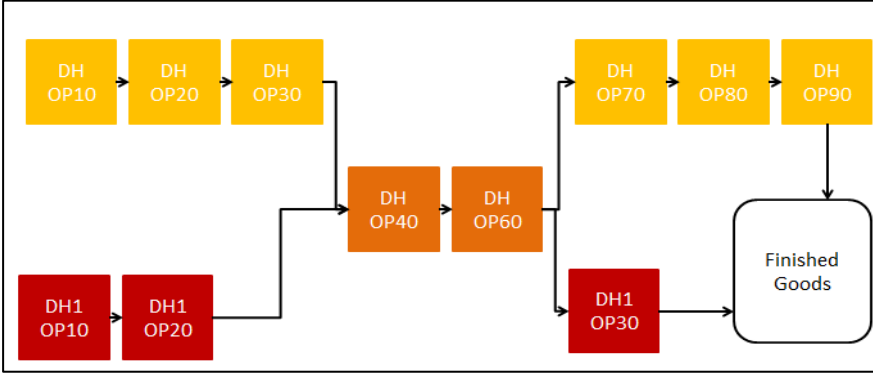 DH
OP10
DH
OP20
DH
OP30
DH
OP70
DH
OP80
DH
OP90
DH
OP40
DH
OP60
Finished
Goods
DH1
OP10
DH1
OP20
DH1
OP30